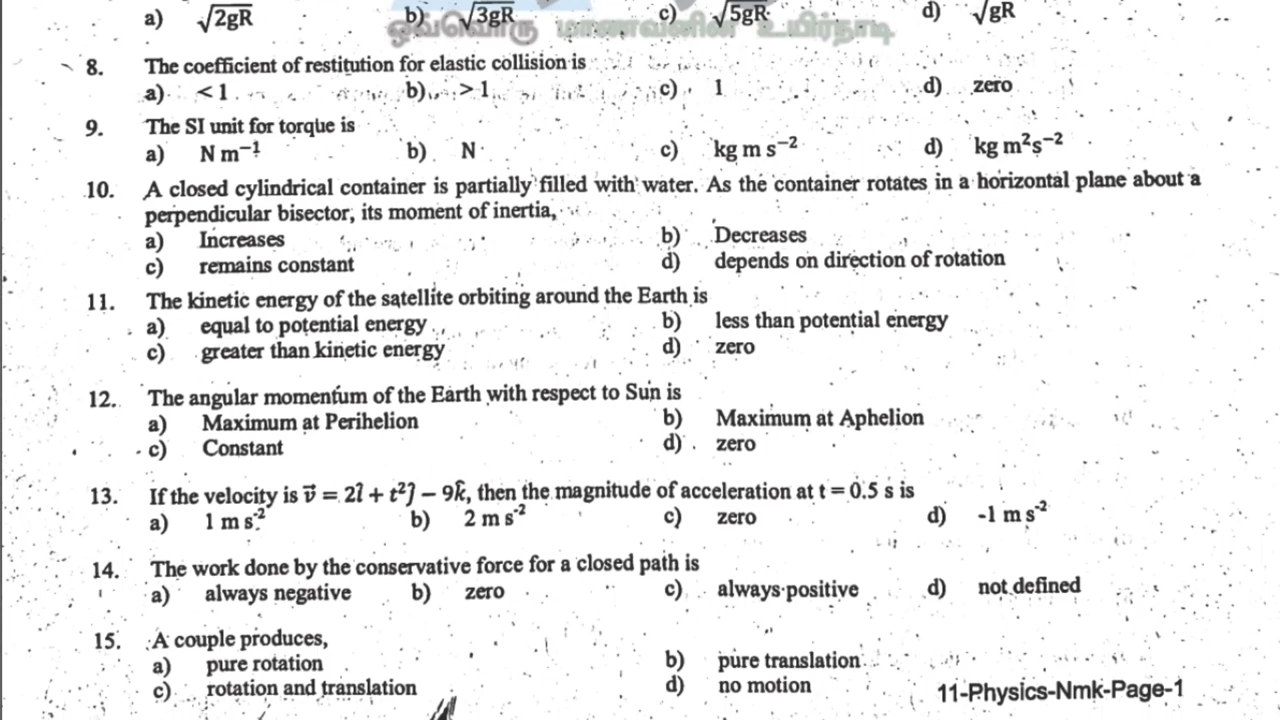 a) √2gR b) √3gR c) √5gR d) √gR
ஒவ்வொரு மாணவனின் உயிர்நாடி
8. The coefficient of restitution for elastic collision is
a) < 1 b) > 1 c) 1 d) zero
9. The SI unit for torque is
a) N m⁻¹ b) N c) kg m s⁻² d) kg m²s⁻²
10. A closed cylindrical container is partially filled with water. As the container rotates in a horizontal plane about a
perpendicular bisector, its moment of inertia,
a) Increases b) Decreases
c) remains constant d) depends on direction of rotation
11. The kinetic energy of the satellite orbiting around the Earth is
a) equal to potential energy b) less than potential energy
c) greater than kinetic energy d) zero
12. The angular momentum of the Earth with respect to Sun is
a) Maximum at Perihelion b) Maximum at Aphelion
c) Constant d) zero
13. If the velocity is v⃗ = 2î + t²ĵ − 9k̂, then the magnitude of acceleration at t = 0.5 s is
a) 1 m s⁻² b) 2 m s⁻² c) zero d) -1 m s⁻²
14. The work done by the conservative force for a closed path is
a) always negative b) zero c) always positive d) not defined
15. A couple produces,
a) pure rotation b) pure translation
c) rotation and translation d) no motion
11-Physics-Nmk-Page-1